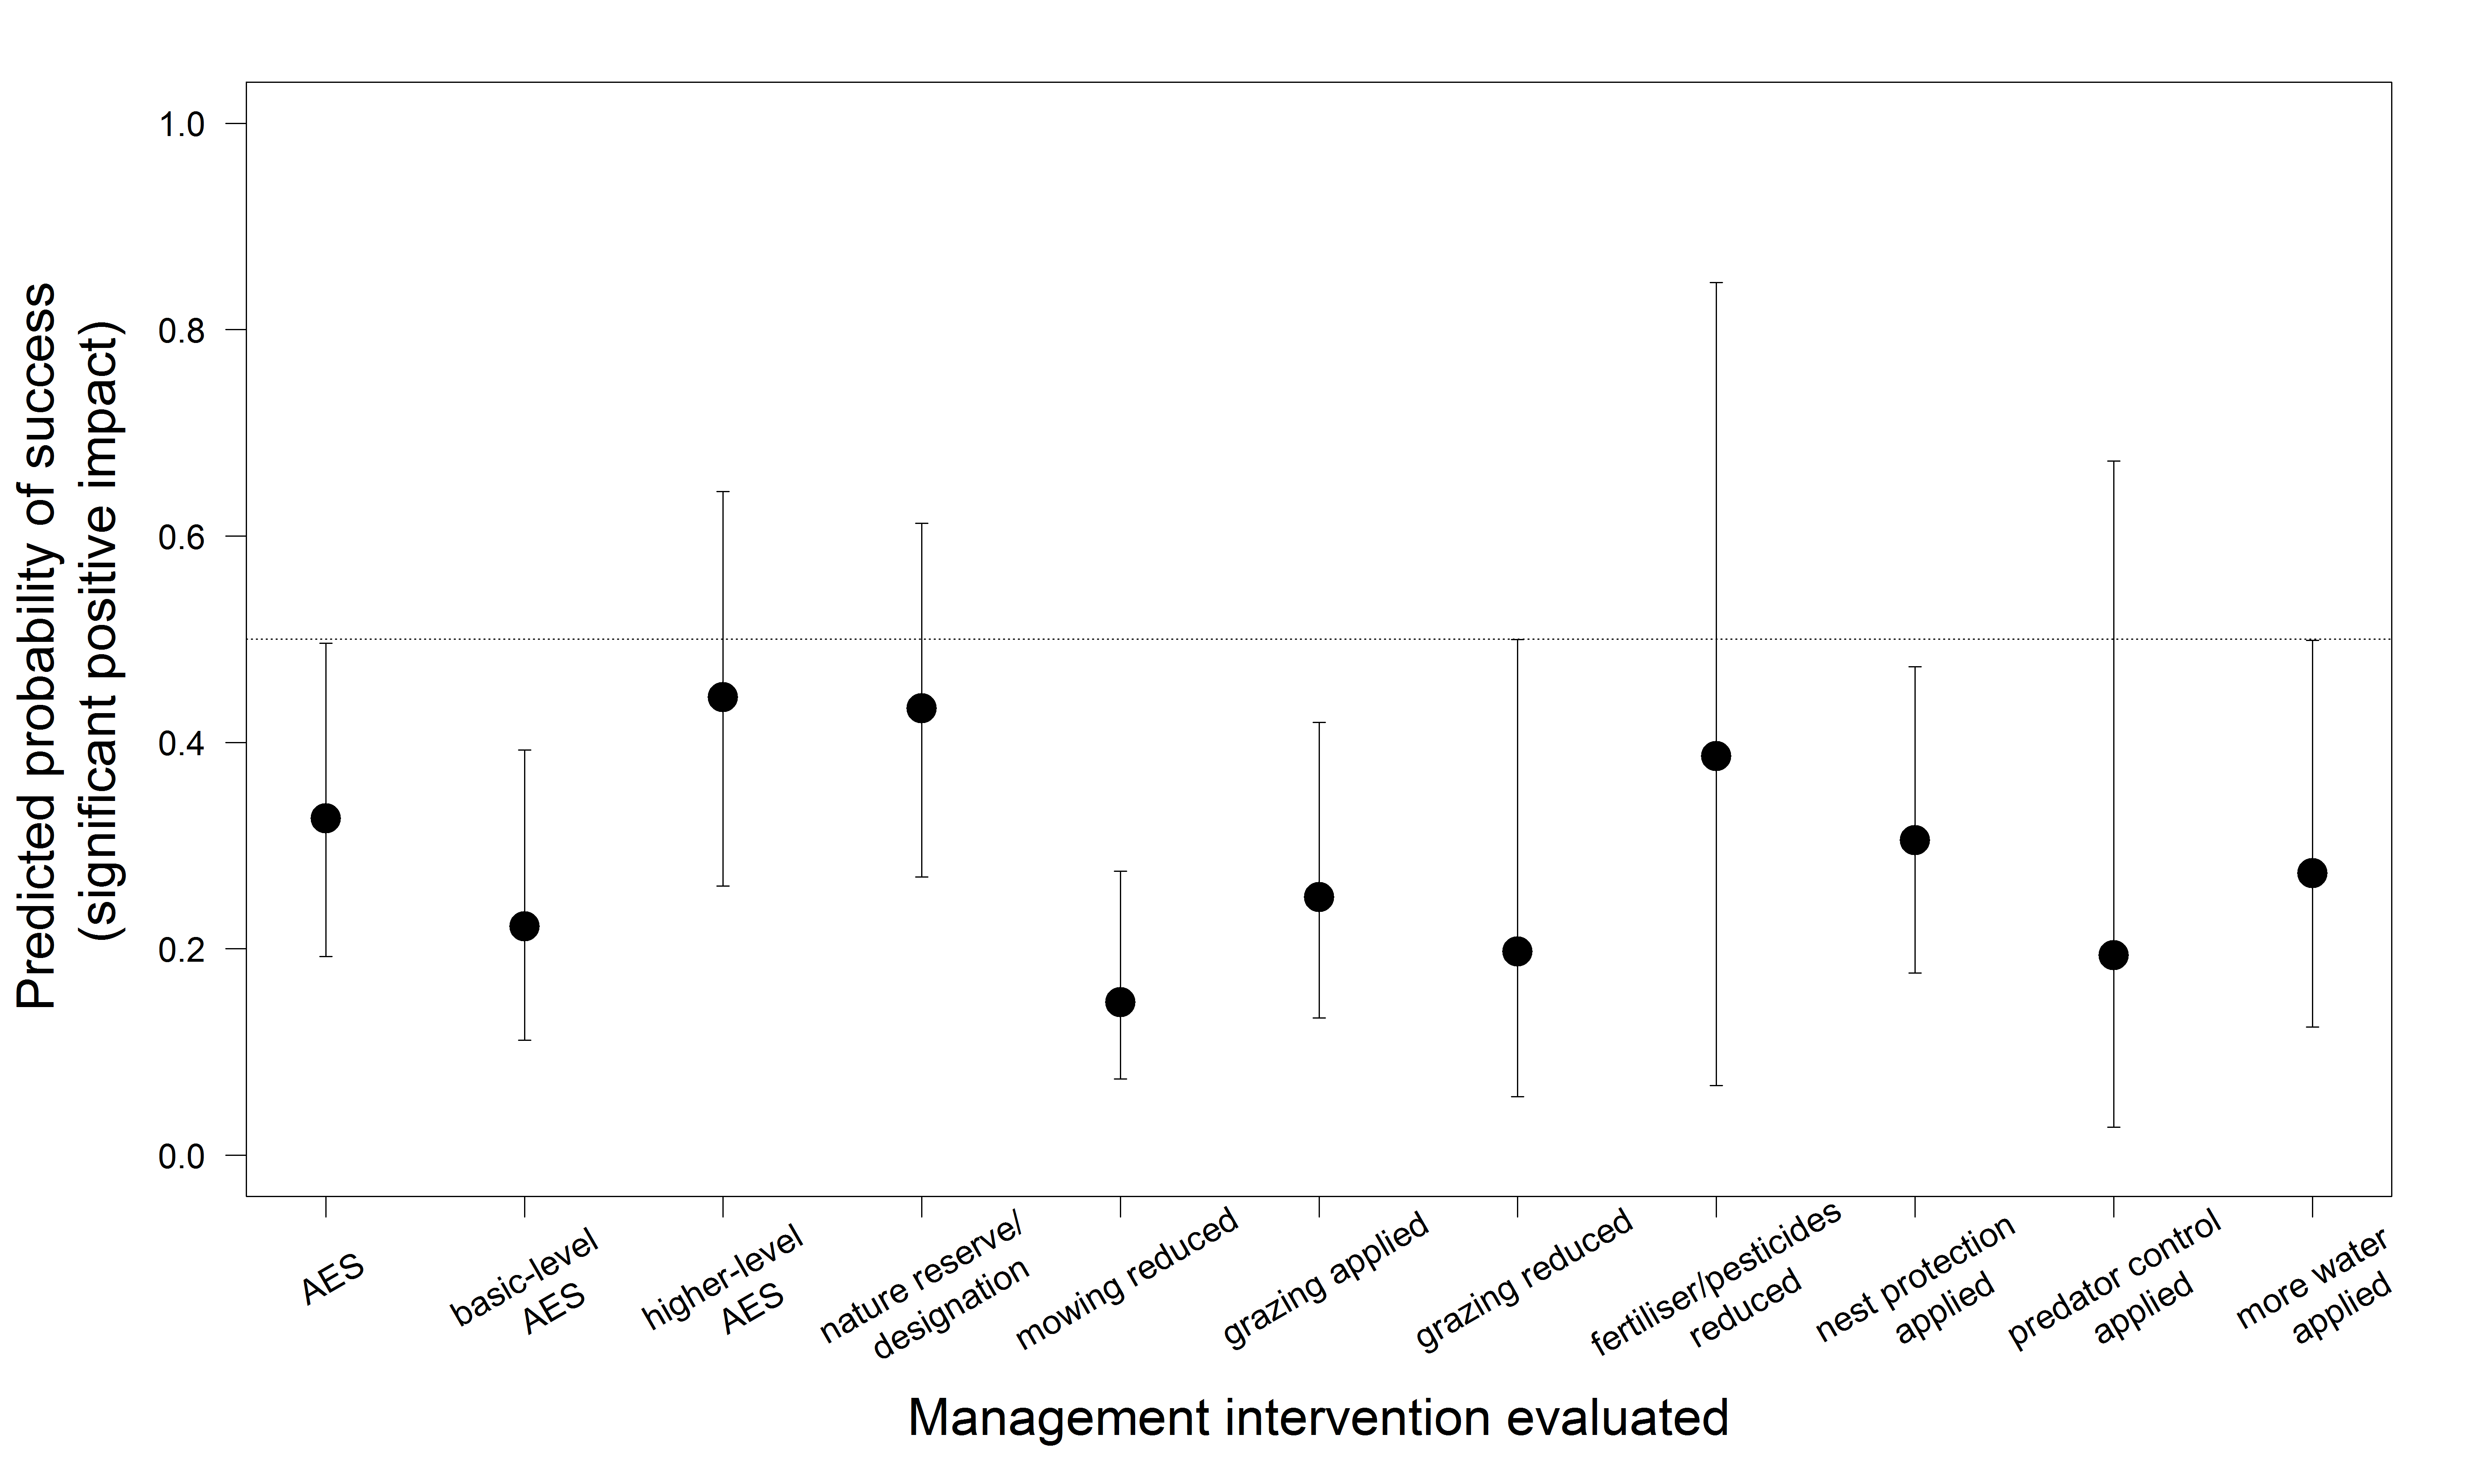 Predicted probability of success
(significant positive impact)
1.0
0.8
0.6
0.4
0.2
0.0
AES
basic-level
AES
higher-level
AES
nature reserve/
designation
mowing reduced
grazing applied
grazing reduced
fertiliser/pesticides
reduced
nest protection
applied
predator control
applied
more water
applied
Management intervention evaluated